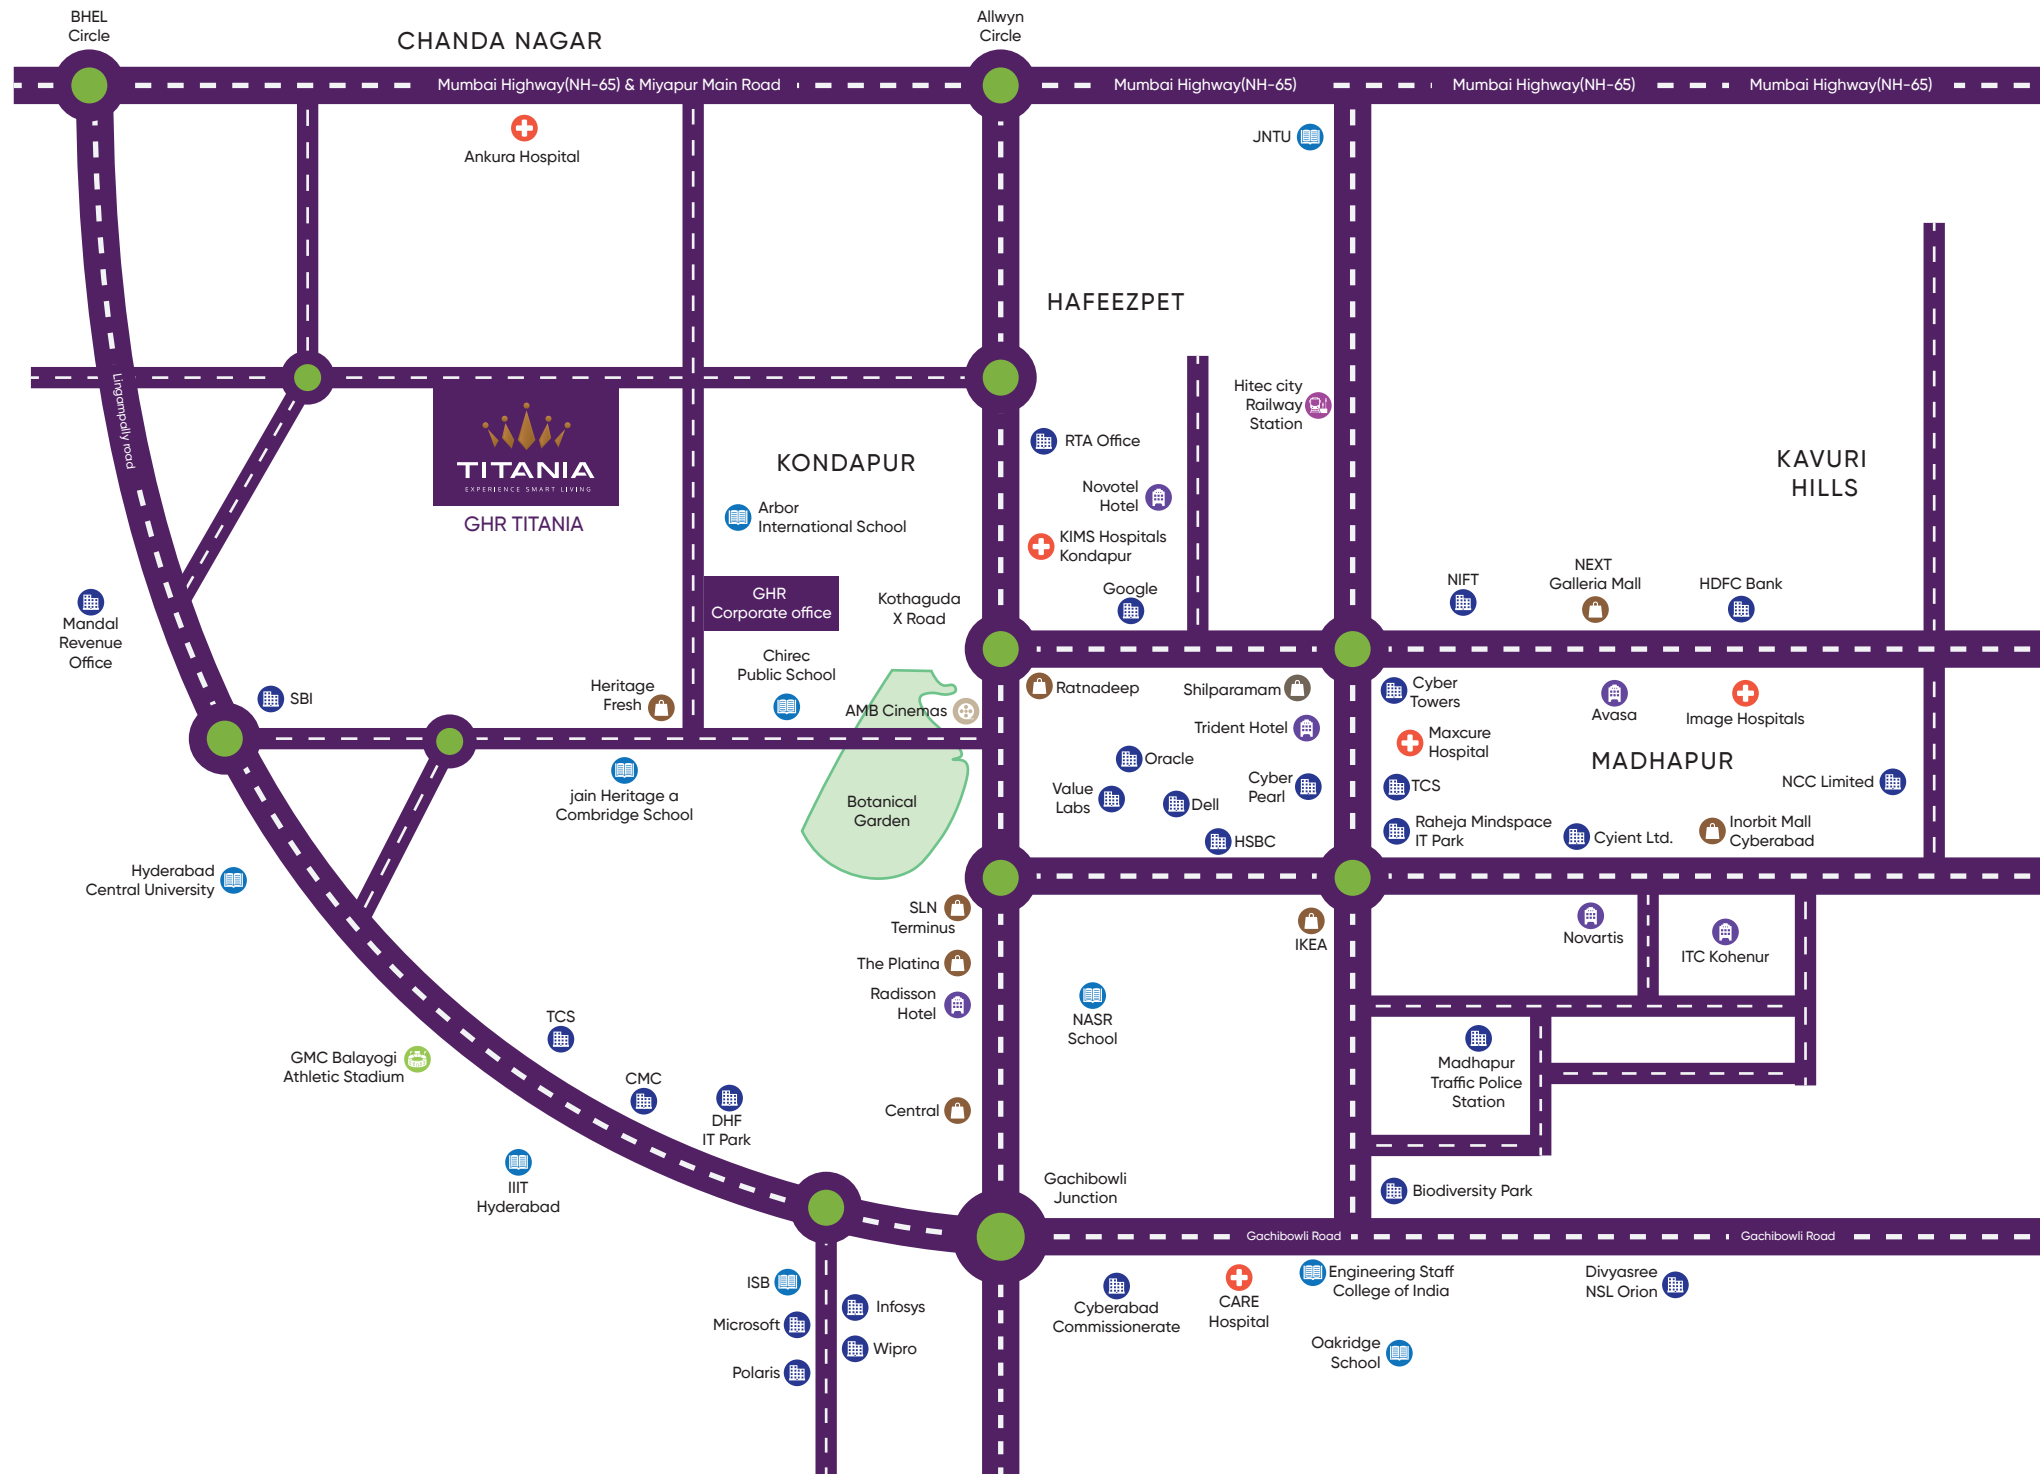 BHEL
Circle
CHANDA NAGAR
Allwyn
Circle
Mumbai Highway(NH-65) & Miyapur Main Road
Mumbai Highway(NH-65)
Mumbai Highway(NH-65)
Mumbai Highway(NH-65)
Ankura Hospital
JNTU
HAFEEZPET
Lingampally road
TITANIA
EXPERIENCE SMART LIVING
GHR TITANIA
KONDAPUR
Arbor
International School
RTA Office
Novotel
Hotel
KIMS Hospitals
Kondapur
Google
Hitec city
Railway
Station
KAVURI
HILLS
NIFT
NEXT
Galleria Mall
HDFC Bank
Mandal
Revenue
Office
GHR
Corporate office
Kothaguda
X Road
SBI
Heritage
Fresh
Chirec
Public School
AMB Cinemas
Ratnadeep
Shilparamam
Trident Hotel
Oracle
Value
Labs
Dell
Cyber
Pearl
HSBC
Cyber
Towers
Maxcure
Hospital
TCS
Raheja Mindspace
IT Park
Avasa
Image Hospitals
MADHAPUR
NCC Limited
Cyient Ltd.
Inorbit Mall
Cyberabad
jain Heritage a
Combridge School
Botanical
Garden
Hyderabad
Central University
SLN
Terminus
The Platina
Radisson
Hotel
NASR
School
IKEA
Novartis
ITC Kohenur
TCS
GMC Balayogi
Athletic Stadium
CMC
DHF
IT Park
Central
Madhapur
Traffic Police
Station
IIIT
Hyderabad
Gachibowli
Junction
Biodiversity Park
Gachibowli Road
Gachibowli Road
ISB
Infosys
Microsoft
Wipro
Polaris
Cyberabad
Commissionerate
CARE
Hospital
Engineering Staff
College of India
Oakridge
School
Divyasree
NSL Orion